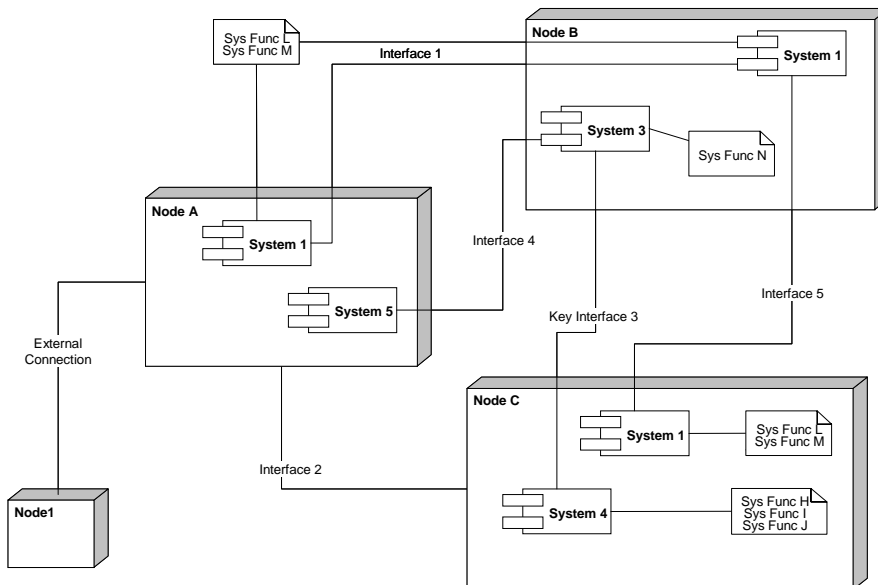 Sys Func L
Sys Func M
Interface 1
Node B
System 1
System 3
Sys Func N
Node A
System 1
System 5
Interface 4
Interface 5
Key Interface 3
External
Connection
Node C
System 1
Sys Func L
Sys Func M
Interface 2
System 4
Sys Func H
Sys Func I
Sys Func J
Node1